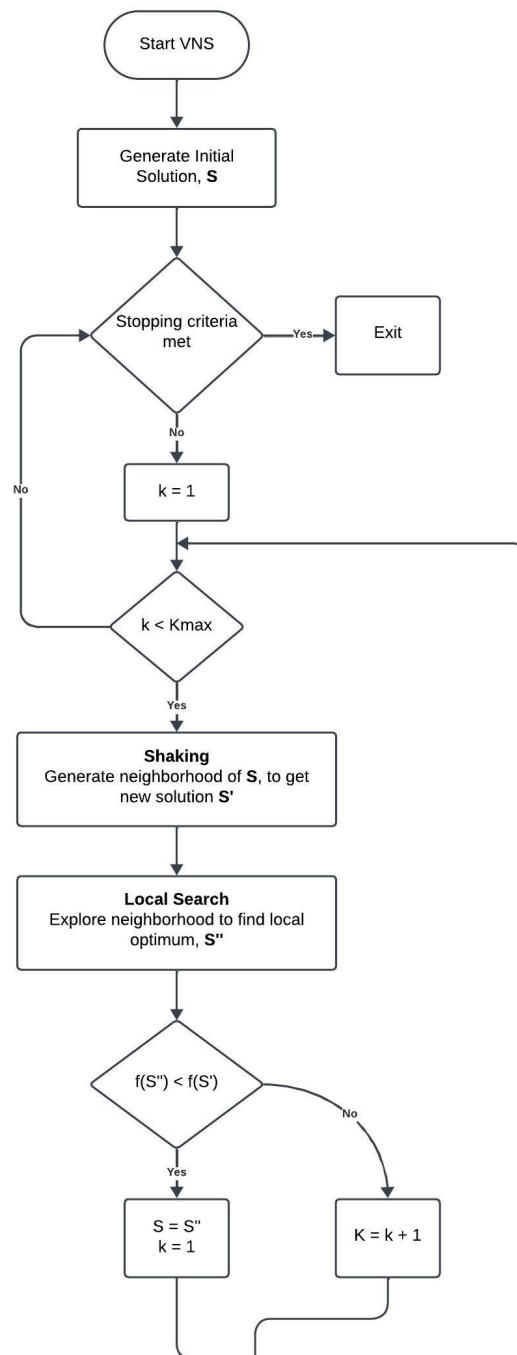 Start VNS
Generate Initial
Solution, S
Stopping criteria
met
Yes
Exit
No
k = 1
No
k < Kmax
Yes
Shaking
Generate neighborhood of S, to get
new solution S'
Local Search
Explore neighborhood to find local
optimum, S''
f(S'') < f(S')
No
Yes
S = S''
k = 1
K = k + 1